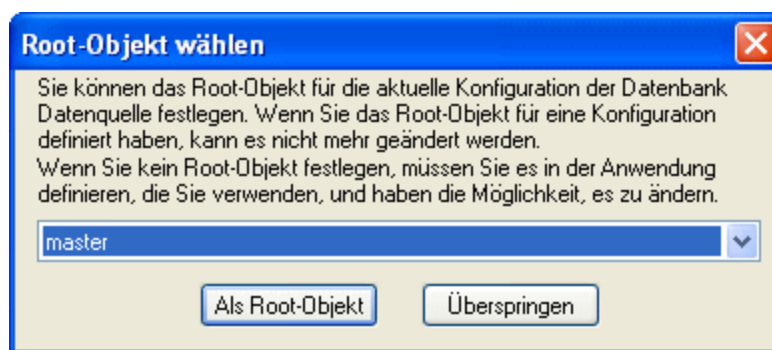 Root-Objekt wählen
Sie können das Root-Objekt für die aktuelle Konfiguration der Datenbank
Datenquelle festlegen. Wenn Sie das Root-Objekt für eine Konfiguration
definiert haben, kann es nicht mehr geändert werden.
Wenn Sie kein Root-Objekt festlegen, müssen Sie es in der Anwendung
definieren, die Sie verwenden, und haben die Möglichkeit, es zu ändern.
master
Als Root-Objekt
Überspringen